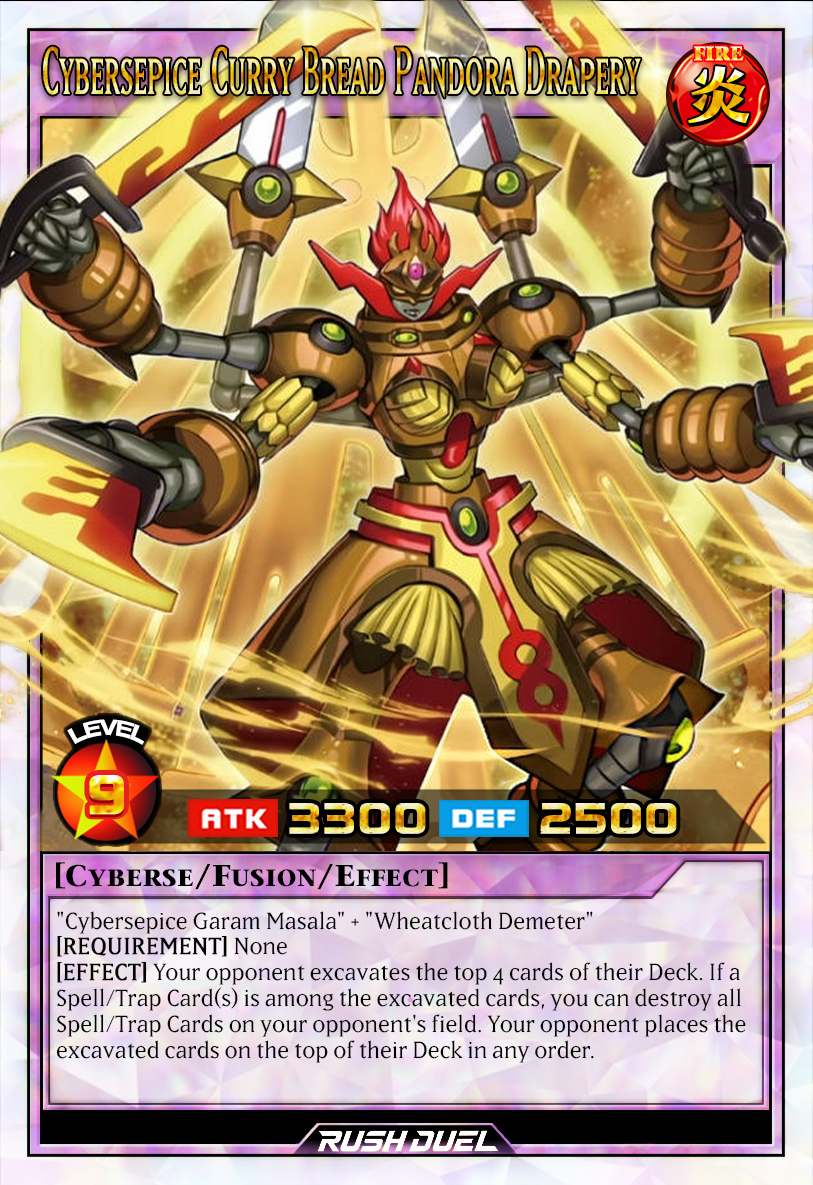 CYBERSEPICE CURRY BREAD PANDORA DRAPERY
FIRE
炎
LEVEL
9
ATK 3300 DEF 2500
[CYBERSE/FUSION/EFFECT]
"Cybersepice Garam Masala" + "Wheatcloth Demeter"
[REQUIREMENT] None
[EFFECT] Your opponent excavates the top 4 cards of their Deck. If a
Spell/Trap Card(s) is among the excavated cards, you can destroy all
Spell/Trap Cards on your opponent's field. Your opponent places the
excavated cards on the top of their Deck in any order.
RUSH DUEL